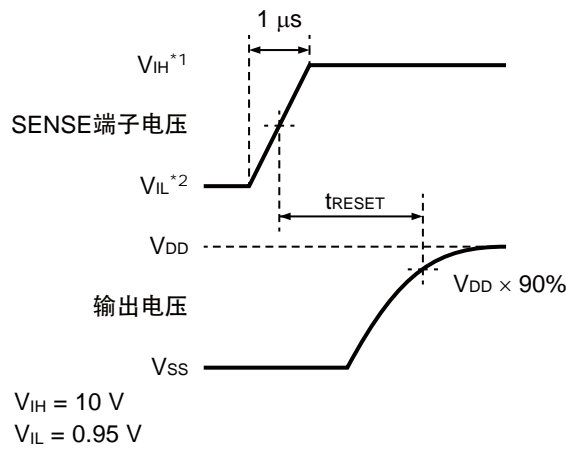 1 μs
VIH*1
SENSE端子电压
VIL*2
tRESET
VDD
VDD × 90%
输出电压
VSS
VIH = 10 V
VIL = 0.95 V